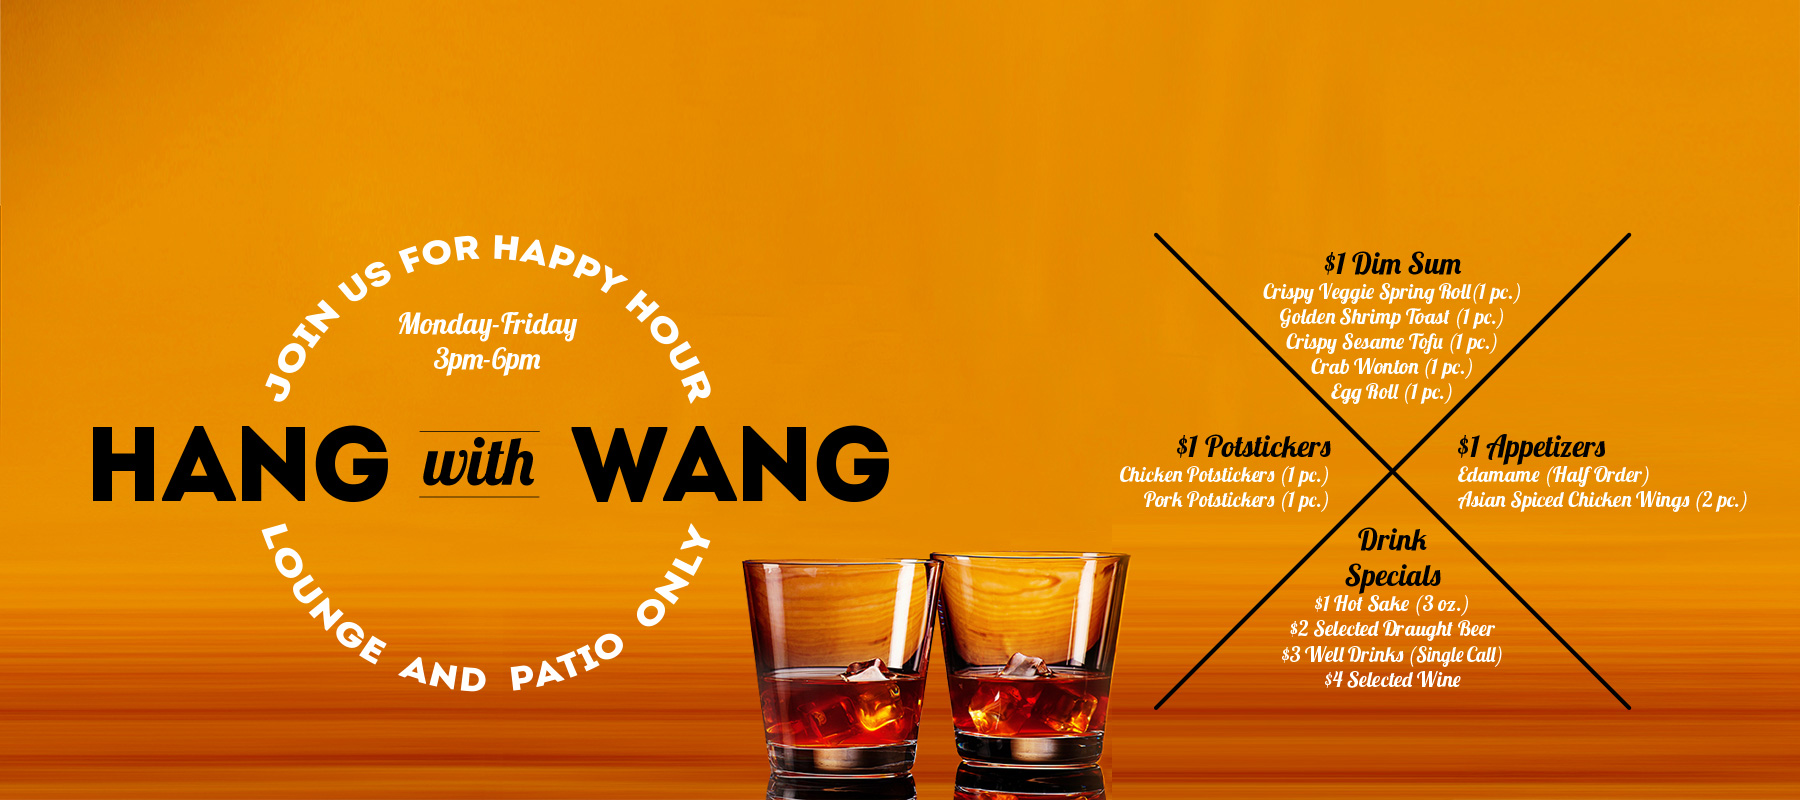 JOIN US FOR HAPPY HOUR
Monday-Friday
3pm-6pm
HANG with WANG
LOUNGE AND PATIO ONLY
$1 Dim Sum
Crispy Veggie Spring Roll(1 pc.)
Golden Shrimp Toast (1 pc.)
Crispy Sesame Tofu (1 pc.)
Crab Wonton (1 pc.)
Egg Roll (1 pc.)
$1 Potstickers
Chicken Potstickers (1 pc.)
Pork Potstickers (1 pc.)
$1 Appetizers
Edamame (Half Order)
Asian Spiced Chicken Wings (2 pc.)
Drink
Specials
$1 Hot Sake (3 oz.)
$2 Selected Draught Beer
$3 Well Drinks (Single Call)
$4 Selected Wine